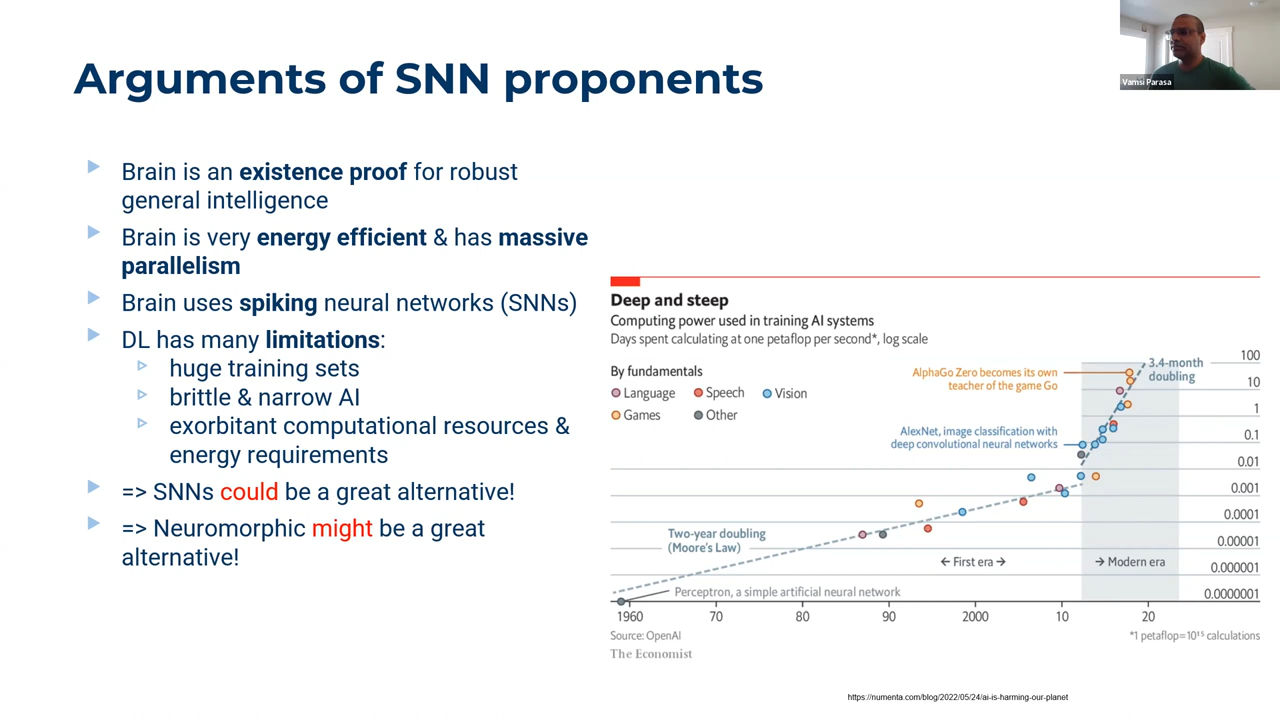 Arguments of SNN proponents
Vamsi Parasa
Brain is an existence proof for robust
general intelligence
Brain is very energy efficient & has massive
parallelism
Brain uses spiking neural networks (SNNs)
DL has many limitations:
huge training sets
brittle & narrow AI
exorbitant computational resources &
energy requirements
=> SNNs could be a great alternative!
=> Neuromorphic might be a great
alternative!
Deep and steep
Computing power used in training AI systems
Days spent calculating at one petaflop per second*, log scale
By fundamentals
Language
Speech
Vision
Games
Other
AlphaGo Zero becomes its own
teacher of the game Go
3.4-month
doubling
AlexNet, image classification with
deep convolutional neural networks
Two-year doubling
(Moore's Law)
← First era →
→ Modern era
Perceptron, a simple artificial neural network
100
10
1
0.1
0.01
0.001
0.0001
0.00001
0.000001
0.0000001
1960
70
80
90
2000
10
20
Source: OpenAI
*1 petaflop=10¹⁵ calculations
The Economist
https://numenta.com/blog/2022/05/24/ai-is-harming-our-planet